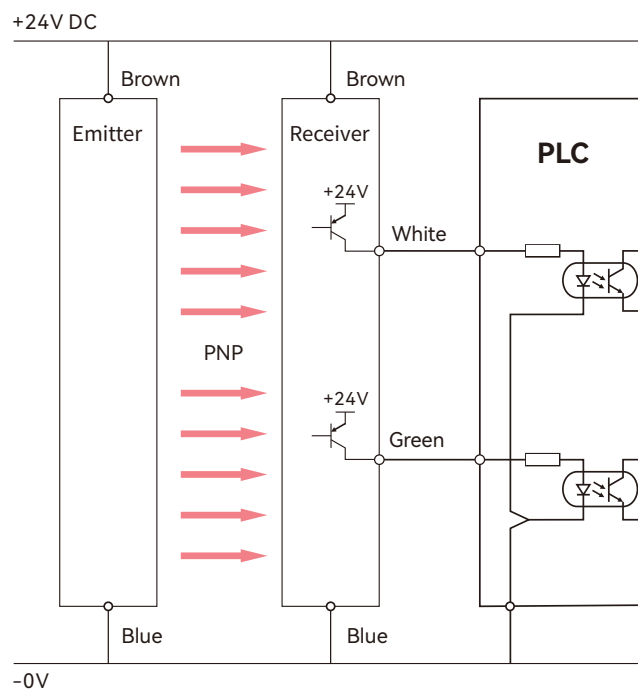 +24V DC
Brown
Brown
Emitter
Receiver
PLC
+24V
White
PNP
+24V
Green
Blue
Blue
-0V